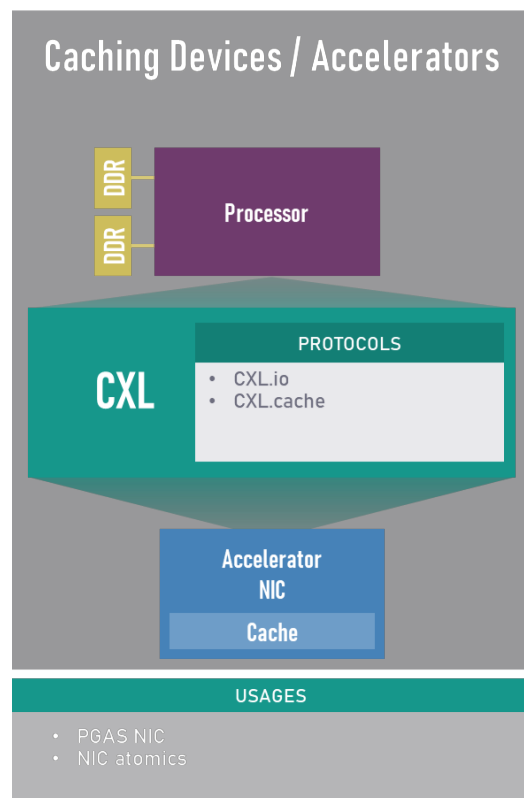 Caching Devices / Accelerators
DDR
DDR
Processor
CXL
PROTOCOLS
• CXL.io
• CXL.cache
Accelerator
NIC
Cache
USAGES
• PGAS NIC
• NIC atomics